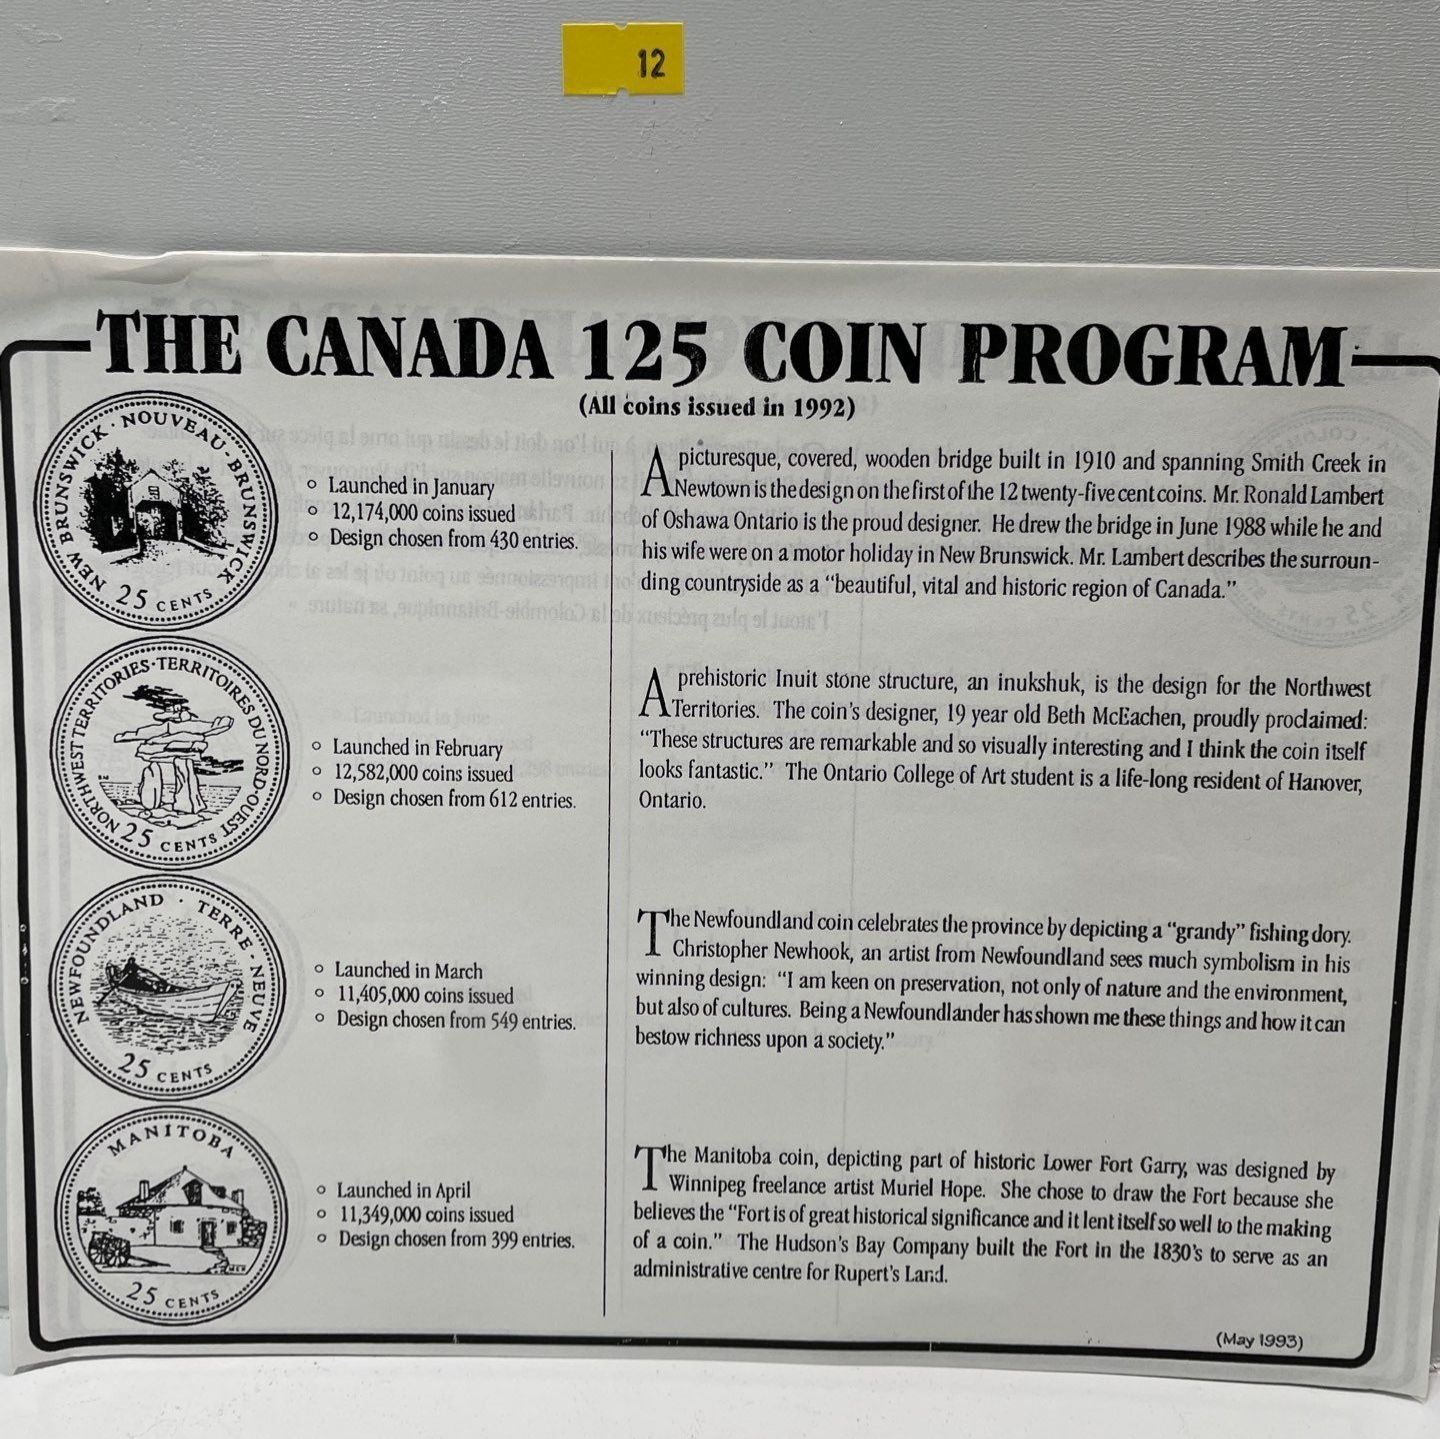 12
THE CANADA 125 COIN PROGRAM
(All coins issued in 1992)
NEW BRUNSWICK · NOUVEAU-BRUNSWICK
25 CENTS
Launched in January
12,174,000 coins issued
Design chosen from 430 entries.
A picturesque, covered, wooden bridge built in 1910 and spanning Smith Creek in
Newtown is the design on the first of the 12 twenty-five cent coins. Mr. Ronald Lambert
of Oshawa Ontario is the proud designer. He drew the bridge in June 1988 while he and
his wife were on a motor holiday in New Brunswick. Mr. Lambert describes the surroun-
ding countryside as a “beautiful, vital and historic region of Canada.”
NORTHWEST TERRITORIES · TERRITOIRES DU NORD-OUEST
25 CENTS
Launched in February
12,582,000 coins issued
Design chosen from 612 entries.
A prehistoric Inuit stone structure, an inukshuk, is the design for the Northwest
Territories. The coin's designer, 19 year old Beth McEachen, proudly proclaimed:
“These structures are remarkable and so visually interesting and I think the coin itself
looks fantastic.” The Ontario College of Art student is a life-long resident of Hanover,
Ontario.
NEWFOUNDLAND · TERRE-NEUVE
25 CENTS
Launched in March
11,405,000 coins issued
Design chosen from 549 entries.
The Newfoundland coin celebrates the province by depicting a “grandy” fishing dory.
Christopher Newhook, an artist from Newfoundland sees much symbolism in his
winning design: “I am keen on preservation, not only of nature and the environment,
but also of cultures. Being a Newfoundlander has shown me these things and how it can
bestow richness upon a society.”
MANITOBA
25 CENTS
Launched in April
11,349,000 coins issued
Design chosen from 399 entries.
The Manitoba coin, depicting part of historic Lower Fort Garry, was designed by
Winnipeg freelance artist Muriel Hope. She chose to draw the Fort because she
believes the “Fort is of great historical significance and it lent itself so well to the making
of a coin.” The Hudson's Bay Company built the Fort in the 1830's to serve as an
administrative centre for Rupert's Land.
(May 1993)